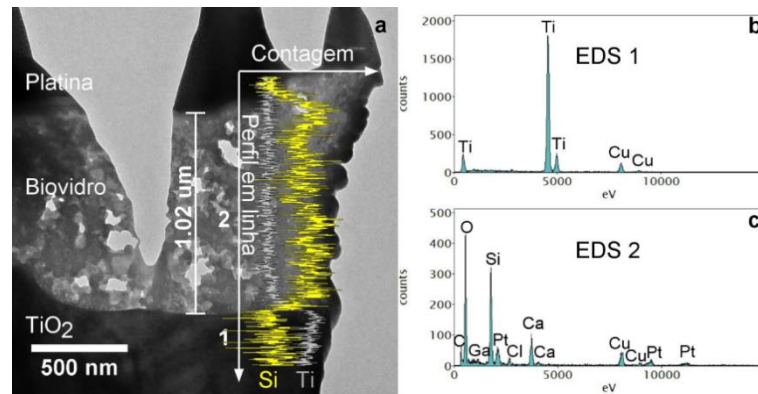 a
Contagem
Platina
Perfil em linha
Biovidro
1.02 um
2
TiO2
1
500 nm
Si
Ti
b
EDS 1
2000
1500
1000
500
0
counts
Ti
Ti
Ti
Cu
Cu
0
5000
10000
eV
c
EDS 2
500
400
300
200
100
0
counts
O
Si
C
Ga
Pt
Cl
Ca
Ca
Cu
Cu
Pt
Pt
0
5000
10000
eV